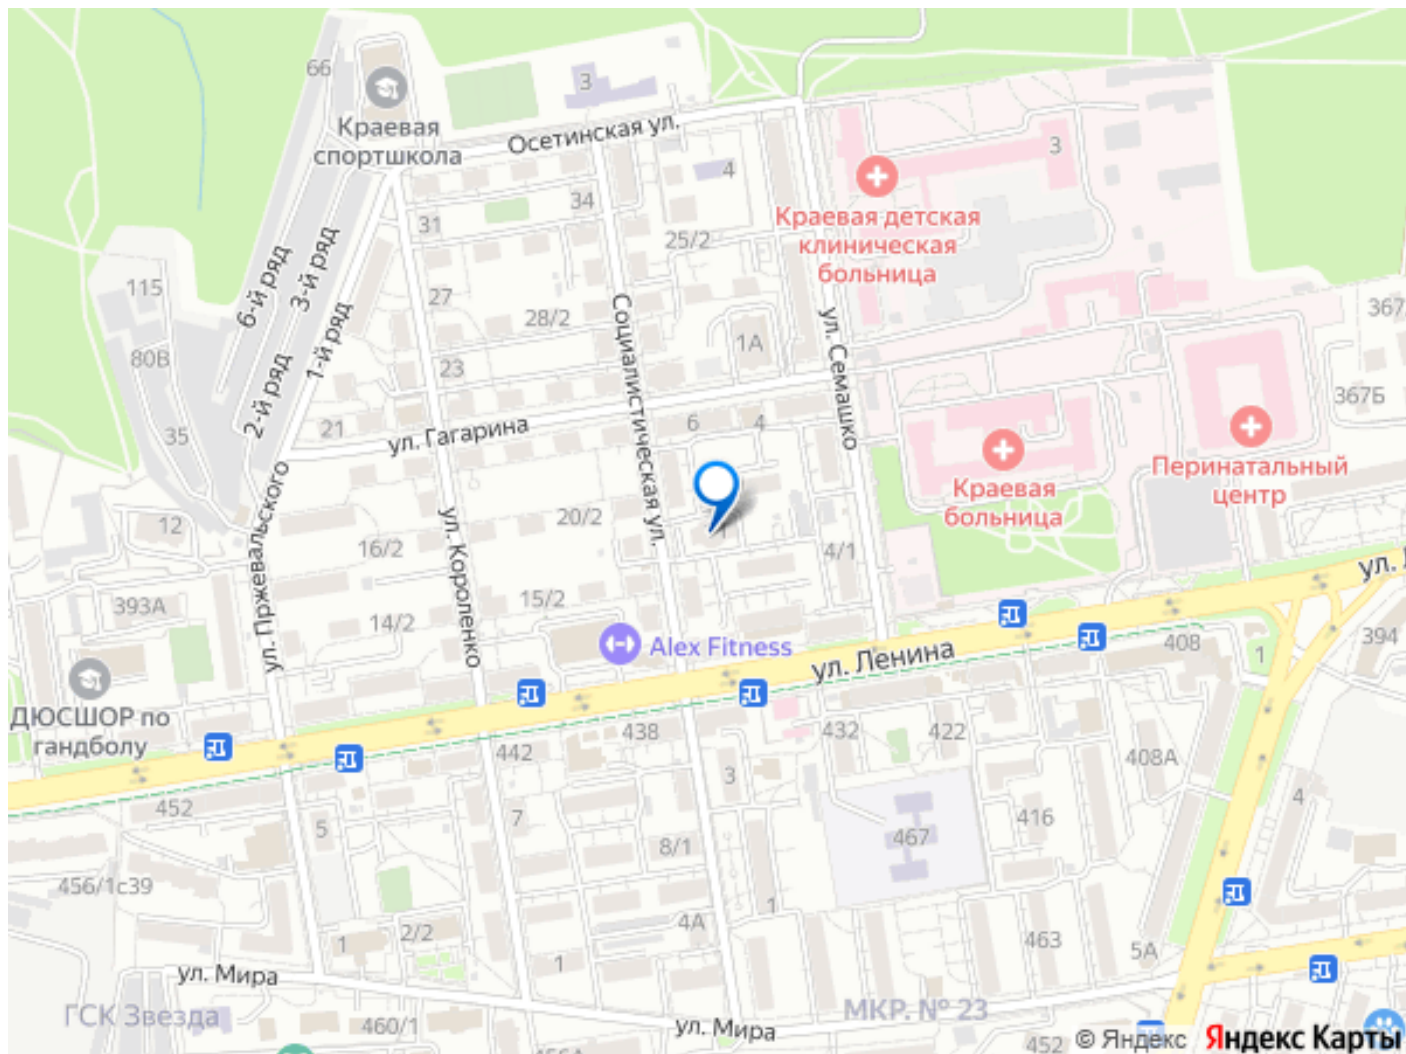 66
3
Краевая
спортшкола
Осетинская ул.
3
4
34
31
25/2
Краевая детская
клиническая
больница
6-й ряд
3-й ряд
115
27
28/2
1-й ряд
Социалистическая ул.
ул. Семашко
1А
367
80В
23
2-й ряд
367Б
35
21
ул. Гагарина
6
4
Перинатальный
центр
Краевая
больница
ул. Пржевальского
ул. Короленко
20/2
12
16/2
4/1
ул.
393А
15/2
14/2
Alex Fitness
ул. Ленина
408
1
394
ДЮСШОР по
гандболу
438
432
422
442
408А
3
452
5
7
416
467
4
8/1
456/1с39
1
4А
463
5А
2/2
1
1
ул. Мира
ГСК Звезда
460/1
ул. Мира
МКР. № 23
456А
452
© Яндекс Яндекс Карты